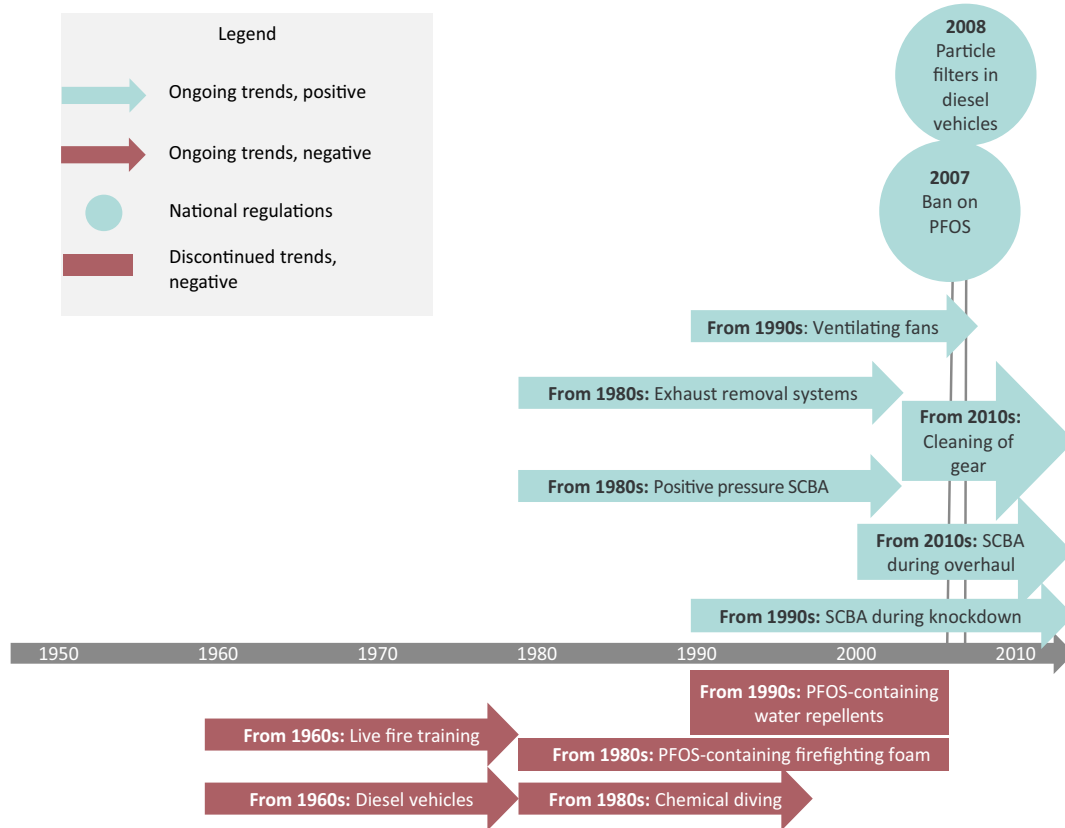 Legend
Ongoing trends, positive
Ongoing trends, negative
National regulations
Discontinued trends,
negative
2008
Particle
filters in
diesel
vehicles
2007
Ban on
PFOS
From 1990s: Ventilating fans
From 1980s: Exhaust removal systems
From 2010s:
Cleaning of
gear
From 1980s: Positive pressure SCBA
From 2010s: SCBA
during overhaul
From 1990s: SCBA during knockdown
1950 1960 1970 1980 1990 2000 2010
From 1990s: PFOS-containing
water repellents
From 1960s: Live fire training
From 1980s: PFOS-containing firefighting foam
From 1960s: Diesel vehicles
From 1980s: Chemical diving